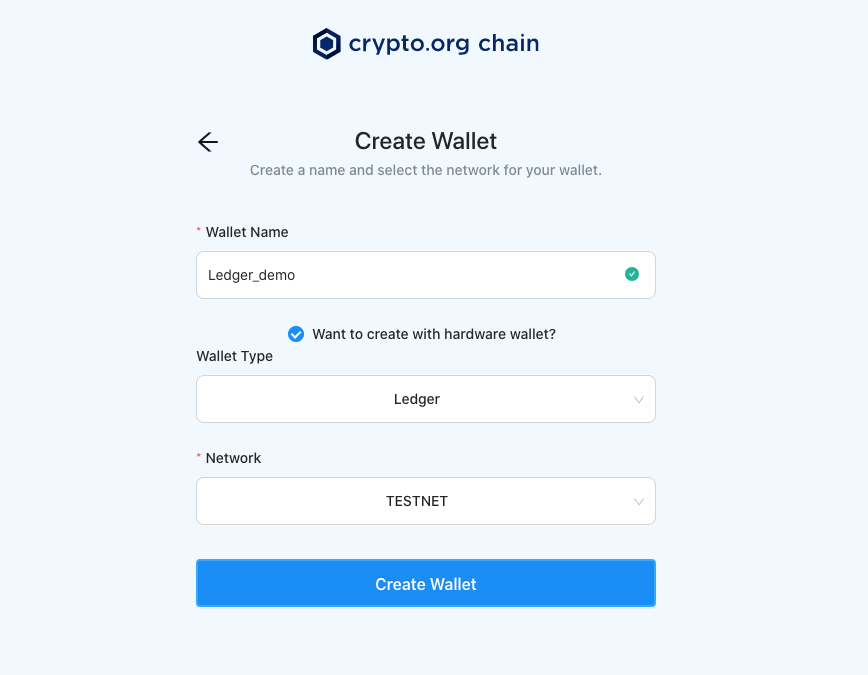 crypto.org chain
Create Wallet
Create a name and select the network for your wallet.
* Wallet Name
Ledger_demo
Want to create with hardware wallet?
Wallet Type
Ledger
* Network
TESTNET
Create Wallet